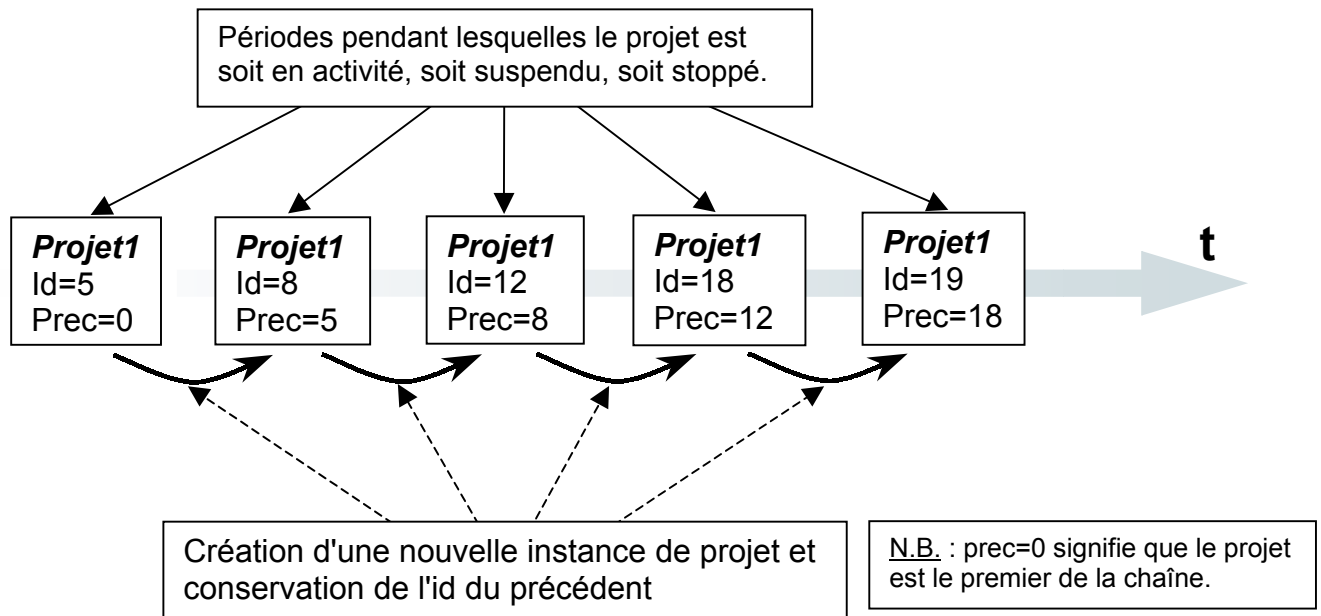 Périodes pendant lesquelles le projet est
soit en activité, soit suspendu, soit stoppé.
Projet1
Id=5
Prec=0
Projet1
Id=8
Prec=5
Projet1
Id=12
Prec=8
Projet1
Id=18
Prec=12
Projet1
Id=19
Prec=18
t
Création d'une nouvelle instance de projet et
conservation de l'id du précédent
N.B. : prec=0 signifie que le projet
est le premier de la chaîne.